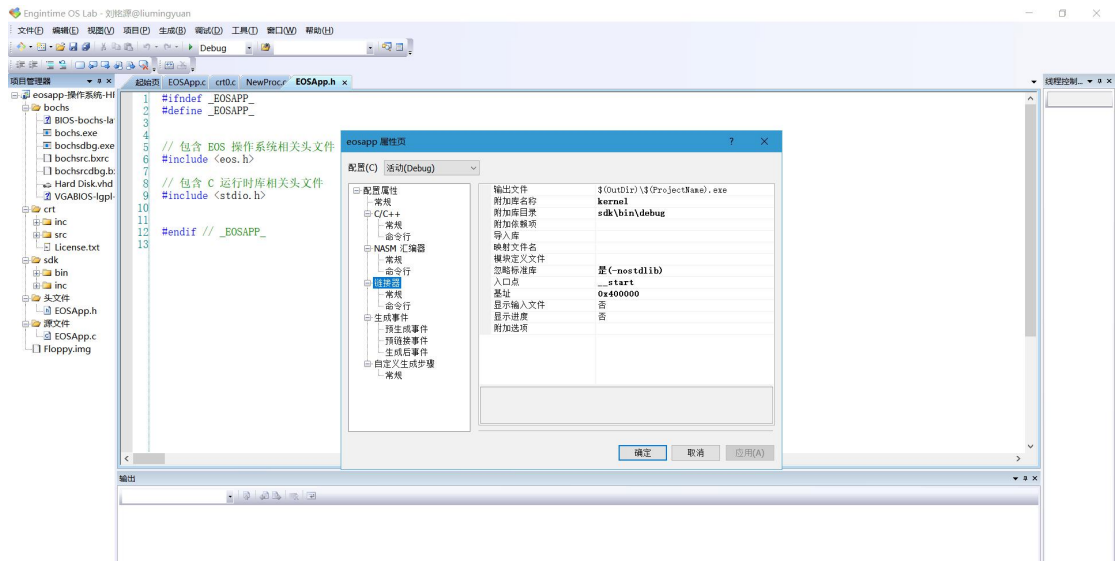 Engintime OS Lab - 刘铭源@liumingyuan
文件(F) 编辑(E) 视图(V) 项目(P) 生成(B) 调试(D) 工具(T) 窗口(W) 帮助(H)
Debug
项目管理器
起始页 EOSApp.c crt0.c NewProc.c EOSApp.h
线程控制...
eosapp-操作系统-HI
bochs
BIOS-bochs-la
bochs.exe
bochsdbg.exe
bochsrc.bxrc
bochsrcdbg.b
Hard Disk.vhd
VGABIOS-lgpl-
crt
inc
src
License.txt
sdk
bin
inc
头文件
EOSApp.h
源文件
EOSApp.c
Floppy.img
1 #ifndef _EOSAPP_
2 #define _EOSAPP_
3
4
5 // 包含 EOS 操作系统相关头文件
6 #include <eos.h>
7
8 // 包含 C 运行时库相关头文件
9 #include <stdio.h>
10
11
12 #endif // _EOSAPP_
13
eosapp 属性页
配置(C) 活动(Debug)
配置属性
常规
C/C++
常规
命令行
NASM 汇编器
常规
命令行
链接器
常规
命令行
生成事件
预生成事件
预链接事件
生成后事件
自定义生成步骤
常规
输出文件 $(OutDir)\$(ProjectName).exe
附加库名称 kernel
附加库目录 sdk\bin\debug
附加依赖项
导入库
映射文件名
模块定义文件
忽略标准库 是(-nostdlib)
入口点 __start
基址 0x400000
显示输入文件 否
显示进度 否
附加选项
确定 取消 应用(A)
输出